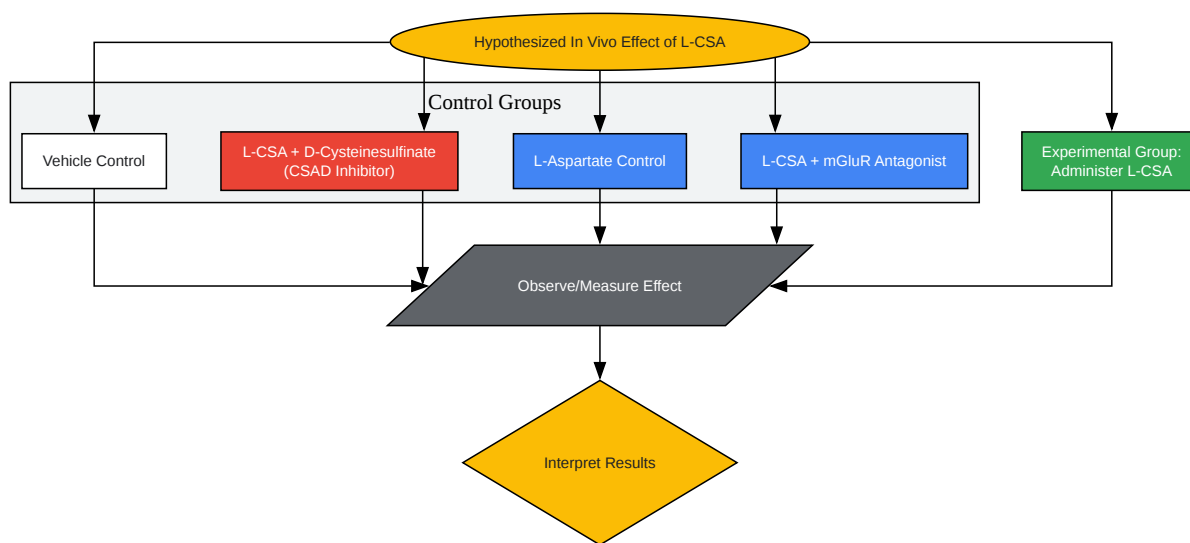 Hypothesized In Vivo Effect of L-CSA
Control Groups
Vehicle Control
L-CSA + D-Cysteinesulfinate
(CSAD Inhibitor)
L-Aspartate Control
L-CSA + mGluR Antagonist
Experimental Group:
Administer L-CSA
Observe/Measure Effect
Interpret Results